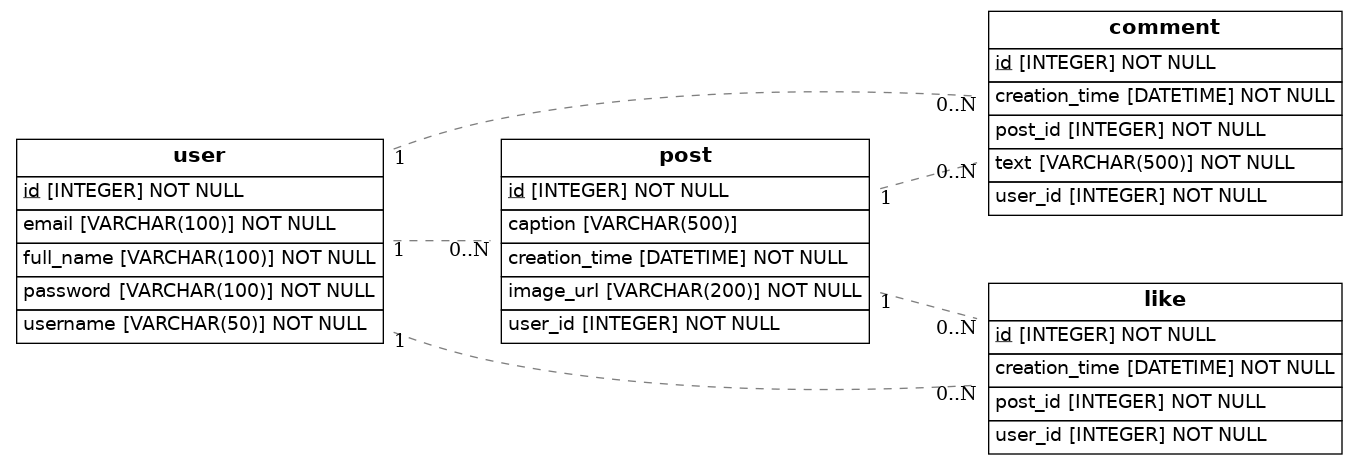 user
id [INTEGER] NOT NULL
email [VARCHAR(100)] NOT NULL
full_name [VARCHAR(100)] NOT NULL
password [VARCHAR(100)] NOT NULL
username [VARCHAR(50)] NOT NULL
1
1
1
0..N
post
id [INTEGER] NOT NULL
caption [VARCHAR(500)]
creation_time [DATETIME] NOT NULL
image_url [VARCHAR(200)] NOT NULL
user_id [INTEGER] NOT NULL
1
1
0..N
0..N
0..N
0..N
comment
id [INTEGER] NOT NULL
creation_time [DATETIME] NOT NULL
post_id [INTEGER] NOT NULL
text [VARCHAR(500)] NOT NULL
user_id [INTEGER] NOT NULL
like
id [INTEGER] NOT NULL
creation_time [DATETIME] NOT NULL
post_id [INTEGER] NOT NULL
user_id [INTEGER] NOT NULL